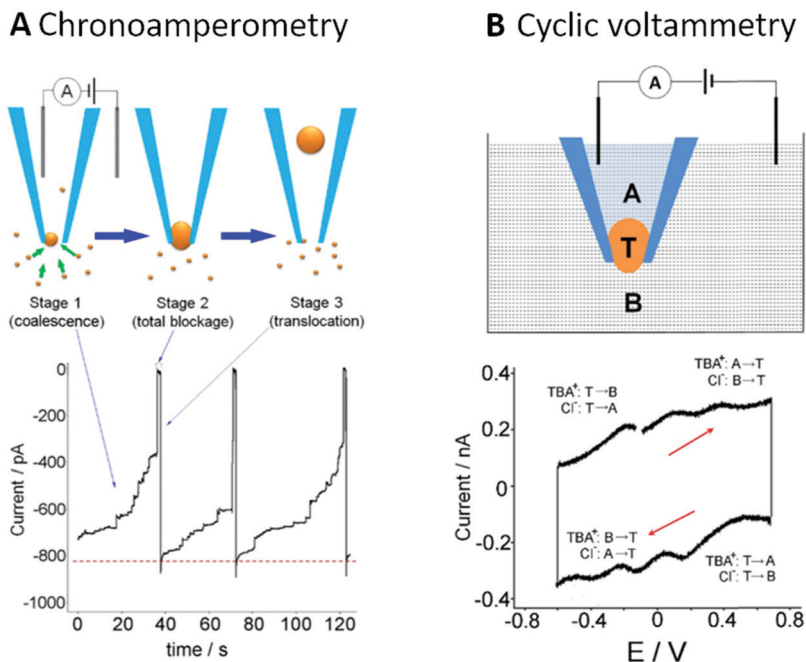 A Chronoamperometry
A
Stage 1
(coalescence)
Stage 2
(total blockage)
Stage 3
(translocation)
0
-200
-400
-600
-800
-1000
Current / pA
0 20 40 60 80 100 120
time / s
B Cyclic voltammetry
A
A
T
B
0.4
0.2
0
-0.2
-0.4
Current / nA
TBA⁺: T→B
Cl⁻: T→A
TBA⁺: A→T
Cl⁻: B→T
TBA⁺: B→T
Cl⁻: A→T
TBA⁺: T→A
Cl⁻: T→B
-0.8 -0.4 0 0.4 0.8
E / V